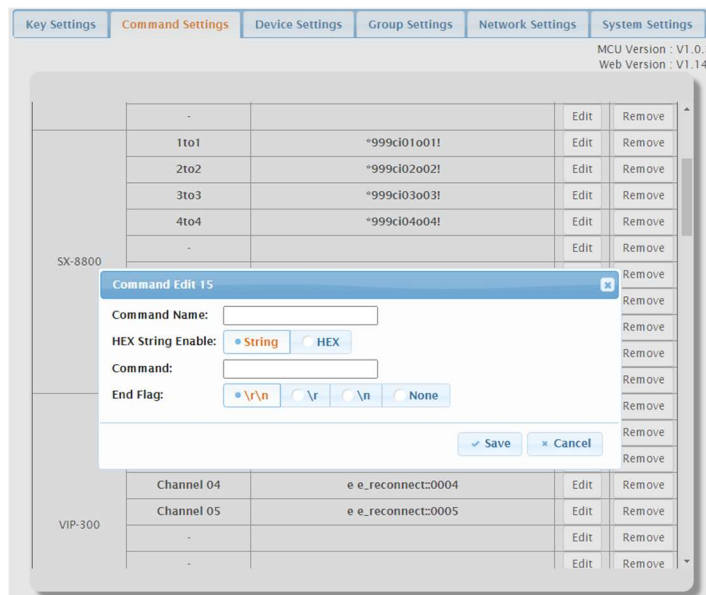 Key Settings Command Settings Device Settings Group Settings Network Settings System Settings
MCU Version : V1.0.
Web Version : V1.14
- Edit Remove
1to1 *999ci01o01! Edit Remove
2to2 *999ci02o02! Edit Remove
3to3 *999ci03o03! Edit Remove
4to4 *999ci04o04! Edit Remove
- Edit Remove
SX-8800
Remove
Command Edit 15
Remove
Command Name:
Remove
HEX String Enable: String HEX
Remove
Command:
Remove
End Flag: \r\n \r \n None
Remove
Remove
Save Cancel
Remove
Channel 04 e e_reconnect::0004 Edit Remove
Channel 05 e e_reconnect::0005 Edit Remove
VIP-300
- Edit Remove
- Edit Remove